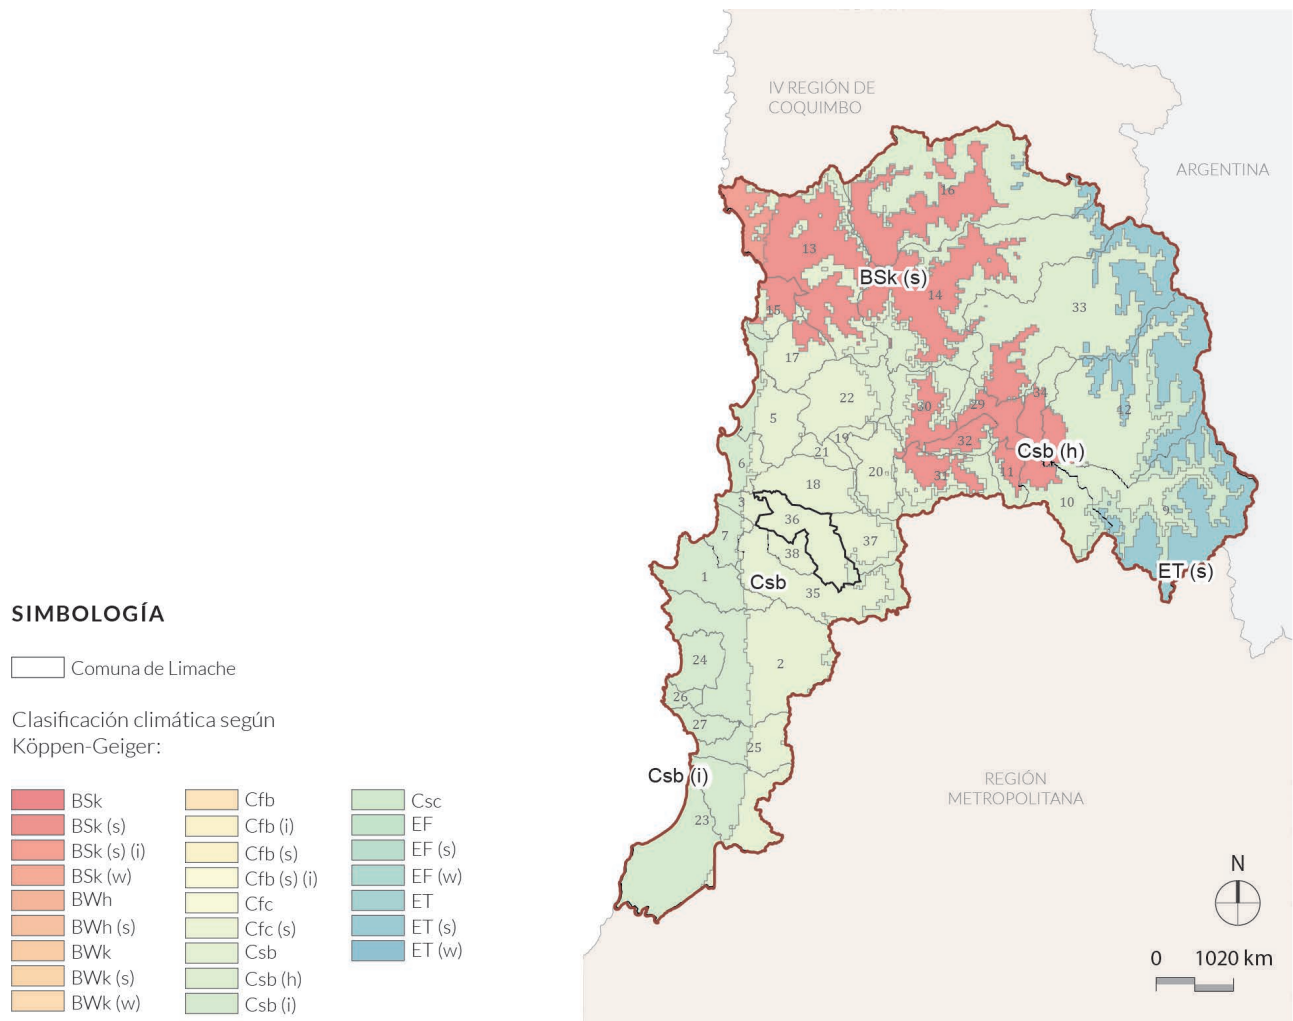 IV REGIÓN DE
COQUIMBO
ARGENTINA
16
13
BSk (s)
14
15
33
17
34
22
30
29
12
5
19
32
21
Csb (h)
6
20
31
11
18
3
10
9
36
7
37
38
1
Csb
ET (s)
35
24
2
26
27
25
Csb (i)
23
REGIÓN
METROPOLITANA
N
0 1020 km
SIMBOLOGÍA
Comuna de Limache
Clasificación climática según
Köppen-Geiger:
BSk
BSk (s)
BSk (s) (i)
BSk (w)
BWh
BWh (s)
BWk
BWk (s)
BWk (w)
Cfb
Cfb (i)
Cfb (s)
Cfb (s) (i)
Cfc
Cfc (s)
Csb
Csb (h)
Csb (i)
Csc
EF
EF (s)
EF (w)
ET
ET (s)
ET (w)